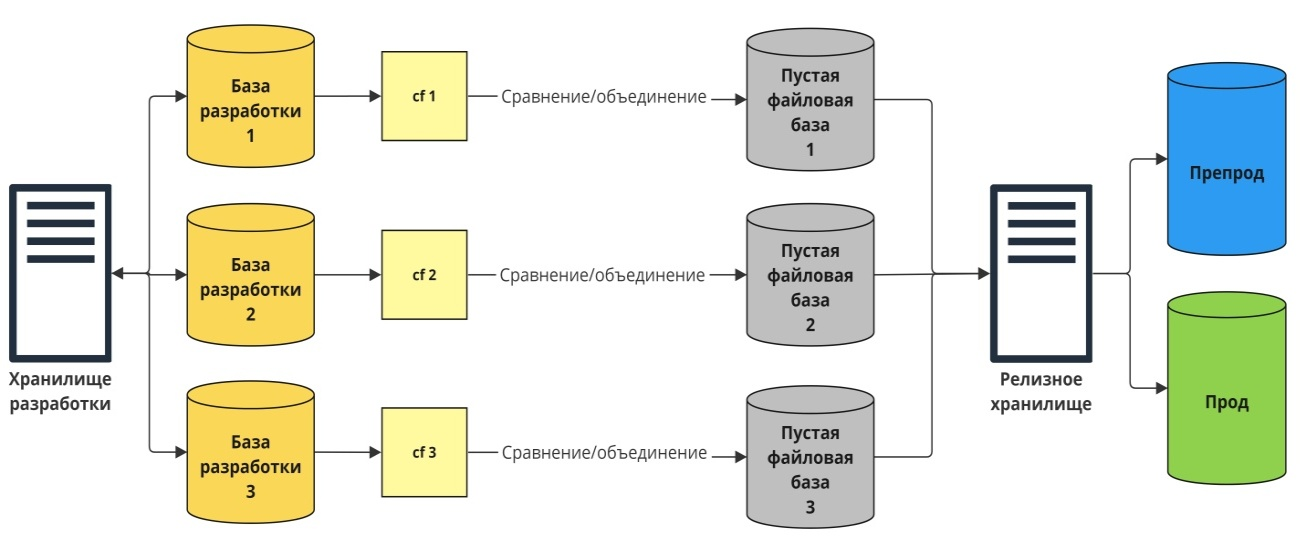 База
разработки
1
cf 1
Сравнение/объединение
Пустая
файловая
база
1
База
разработки
2
cf 2
Сравнение/объединение
Пустая
файловая
база
2
База
разработки
3
cf 3
Сравнение/объединение
Пустая
файловая
база
3
Хранилище
разработки
Релизное
хранилище
Препрод
Прод